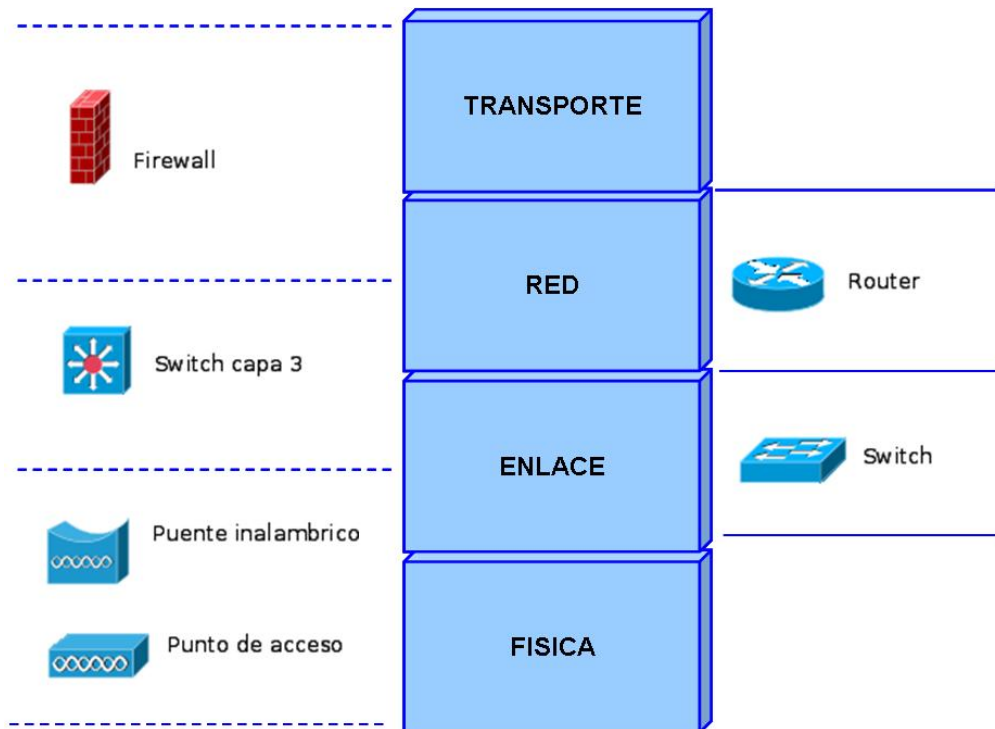 TRANSPORTE
Firewall
RED
Router
Switch capa 3
ENLACE
Switch
Puente inalambrico
Punto de acceso
FISICA